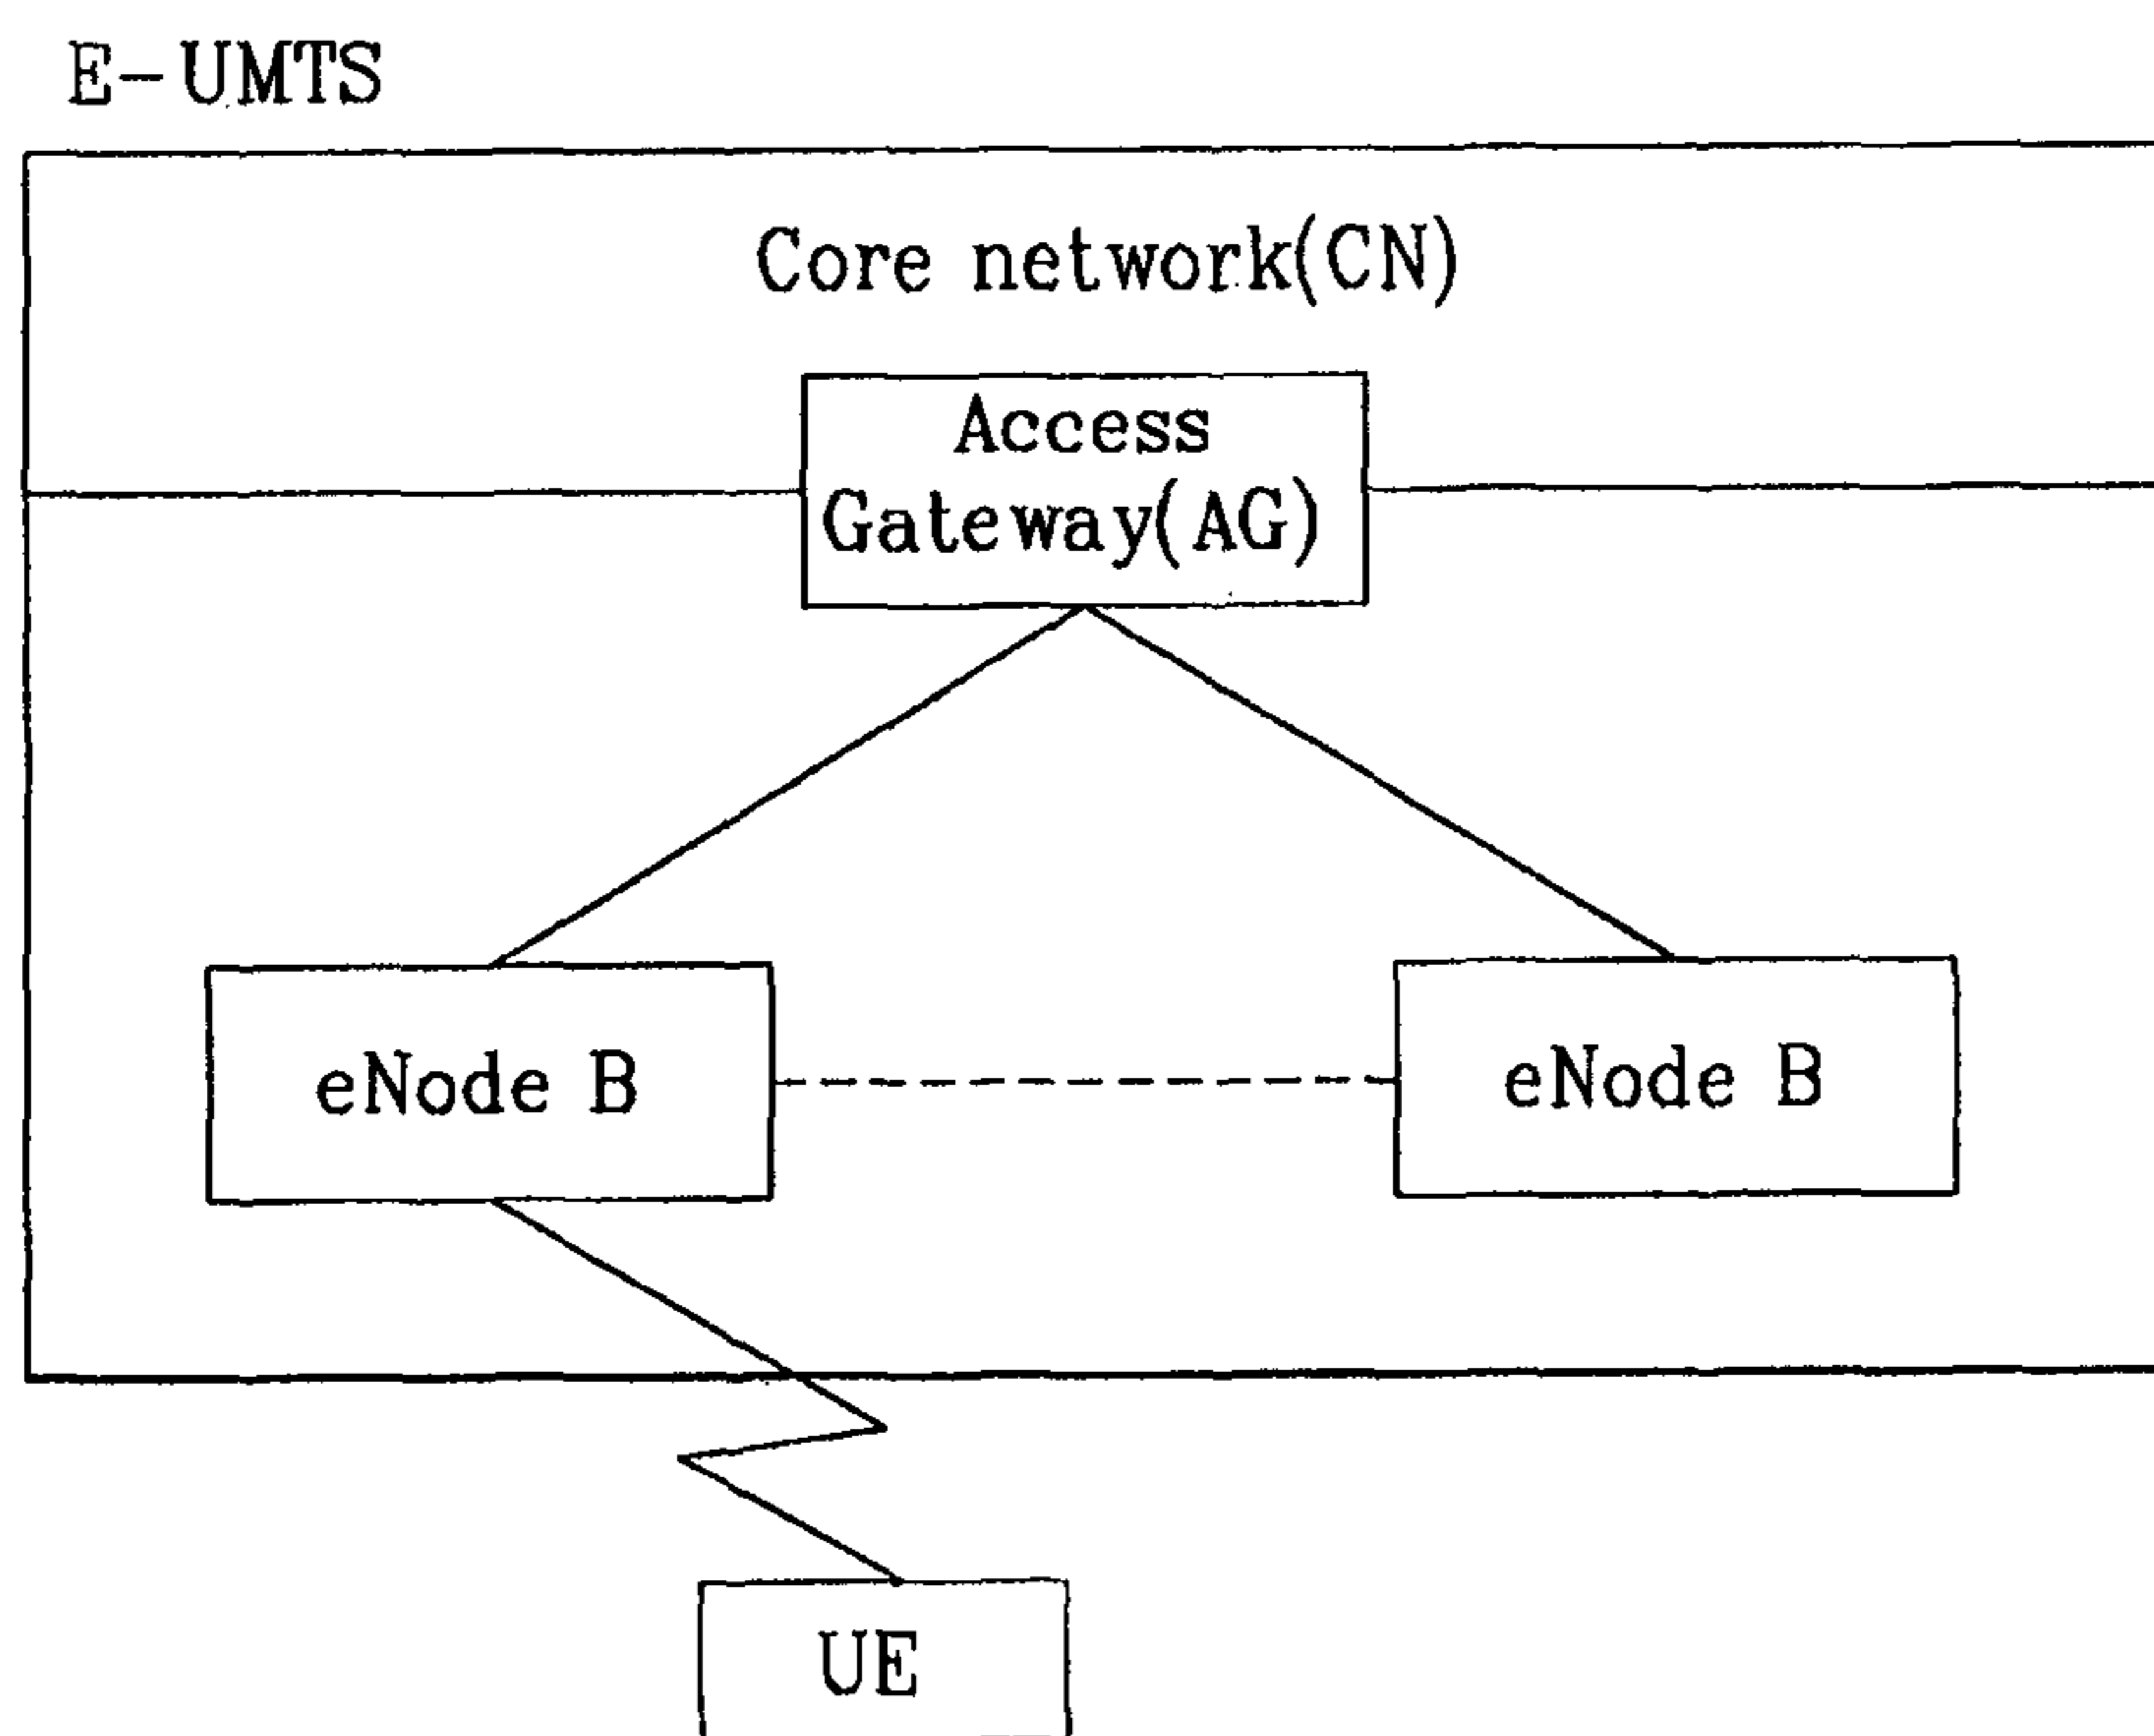 E-UMTS
Core network(CN)
Access
Gateway(AG)
eNode B
eNode B
UE